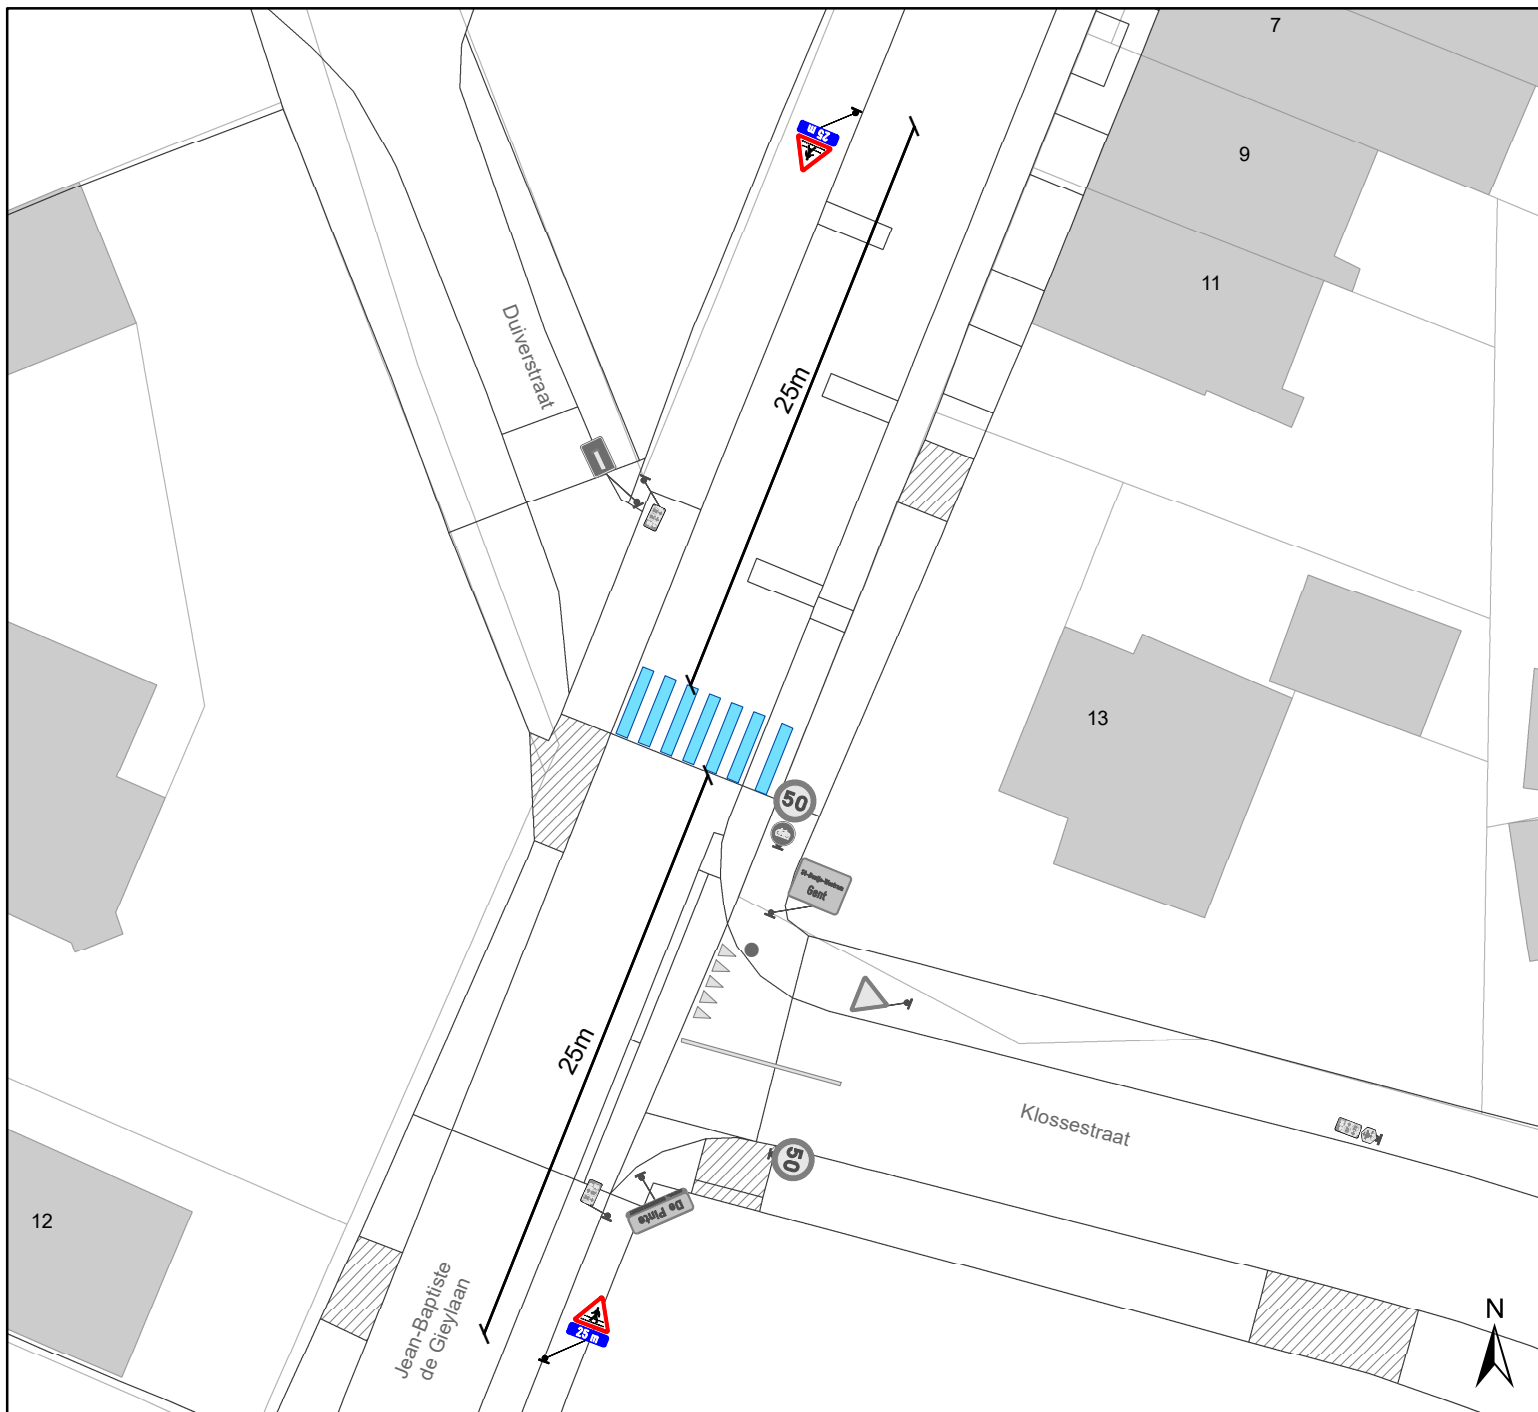 7
25 m
9
11
Duiverstraat
25m
13
50
Gent
25m
Klossestraat
50
De Pinte
12
Jean-Baptiste
de Gieylaan
25 m
N